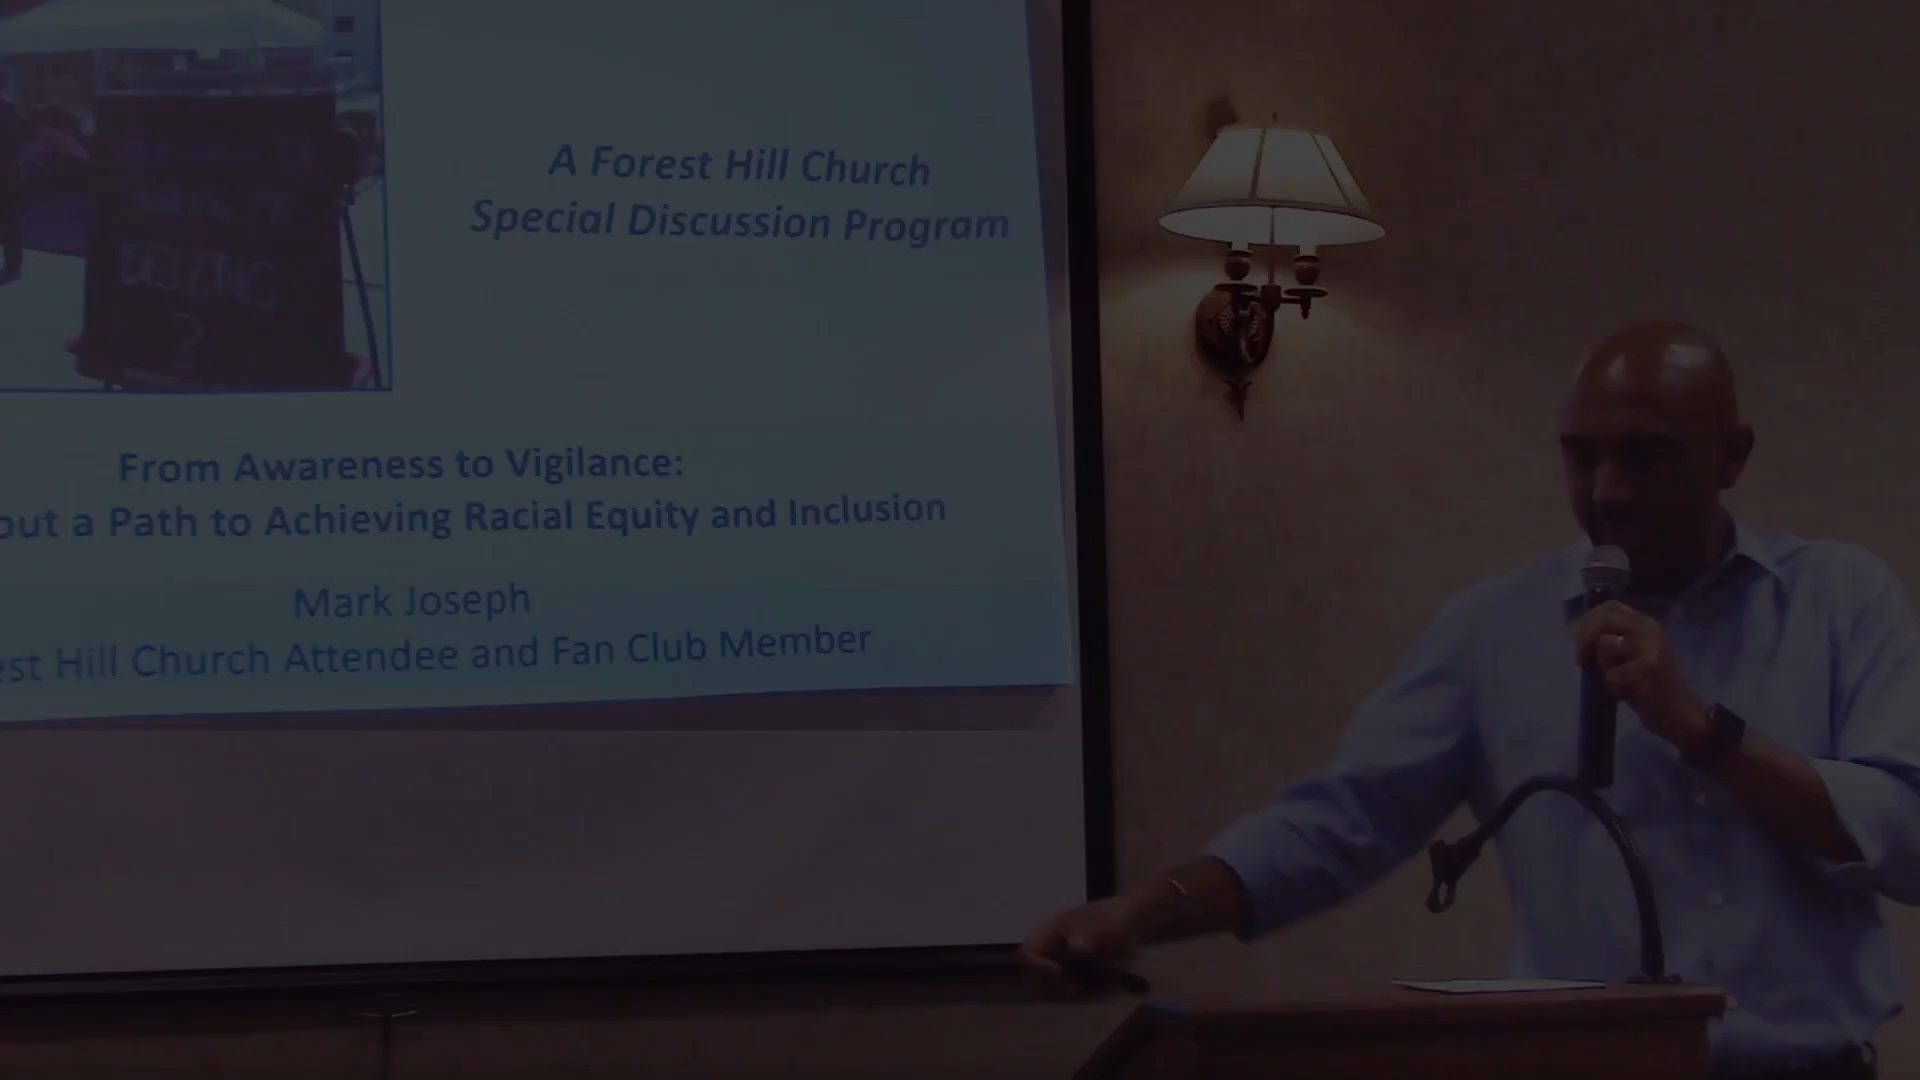 A Forest Hill Church
Special Discussion Program
BEYING
?
From Awareness to Vigilance:
out a Path to Achieving Racial Equity and Inclusion
Mark Joseph
est Hill Church Attendee and Fan Club Member